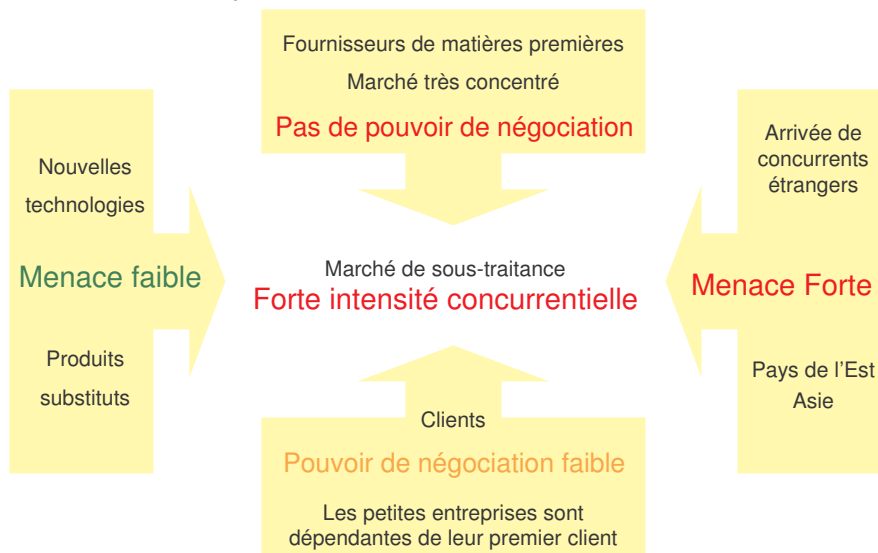 Fournisseurs de matières premières
Marché très concentré
Pas de pouvoir de négociation
Nouvelles
technologies
Menace faible
Produits
substituts
Marché de sous-traitance
Forte intensité concurrentielle
Arrivée de
concurrents
étrangers
Menace Forte
Pays de l'Est
Asie
Clients
Pouvoir de négociation faible
Les petites entreprises sont
dépendantes de leur premier client